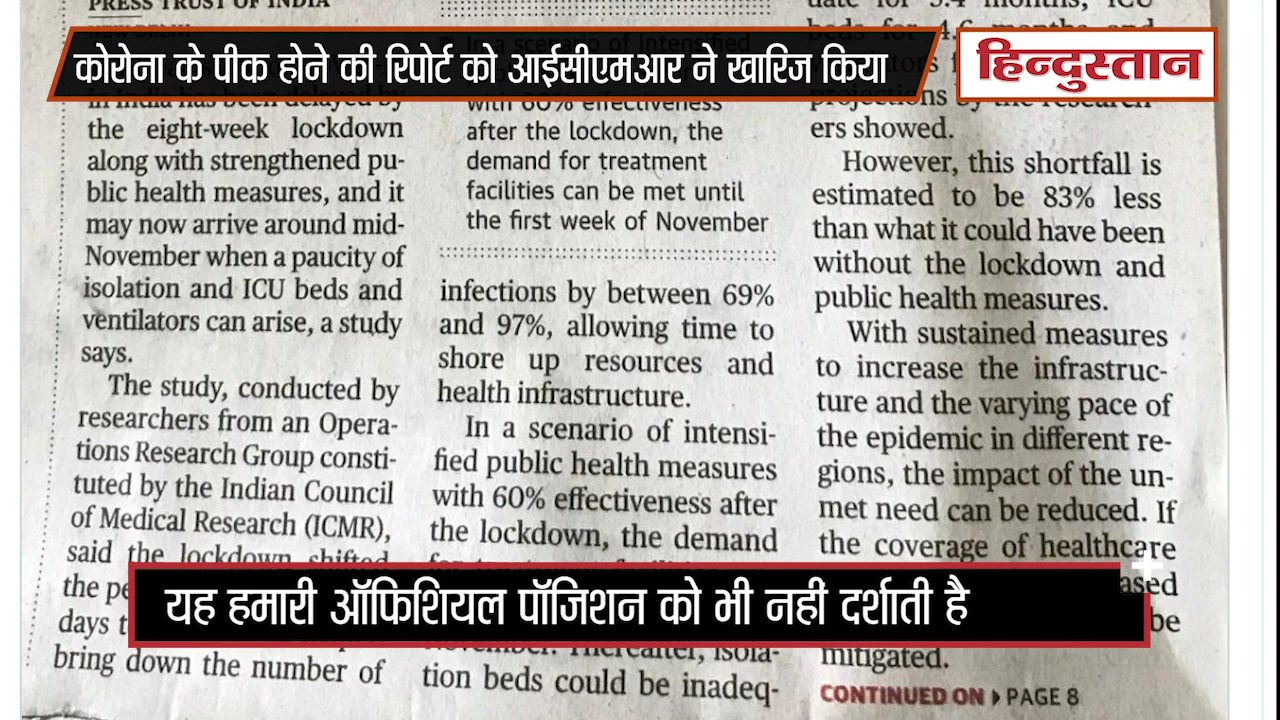 कोरोना के पीक होने की रिपोर्ट को आईसीएमआर ने खारिज किया
हिन्दुस्तान
PRESS TRUST OF INDIA
in India has been delayed by
the eight-week lockdown
along with strengthened pu-
blic health measures, and it
may now arrive around mid-
November when a paucity of
isolation and ICU beds and
ventilators can arise, a study
says.
The study, conducted by
researchers from an Opera-
tions Research Group consti-
tuted by the Indian Council
of Medical Research (ICMR),
said the lockdown shifted
the
days
bring down the number of
with 60% effectiveness
after the lockdown, the
demand for treatment
facilities can be met until
the first week of November
infections by between 69%
and 97%, allowing time to
shore up resources and
health infrastructure.
In a scenario of intensi-
fied public health measures
with 60% effectiveness after
the lockdown, the demand
November. Thereafter, isola-
tion beds could be inadeq-
projections by the research-
ers showed.
However, this shortfall is
estimated to be 83% less
than what it could have been
without the lockdown and
public health measures.
With sustained measures
to increase the infrastruc-
ture and the varying pace of
the epidemic in different re-
gions, the impact of the un-
met need can be reduced. If
the coverage of healthcare
be
mitigated.
CONTINUED ON PAGE 8
यह हमारी ऑफिशियल पॉजिशन को भी नही दर्शाती है